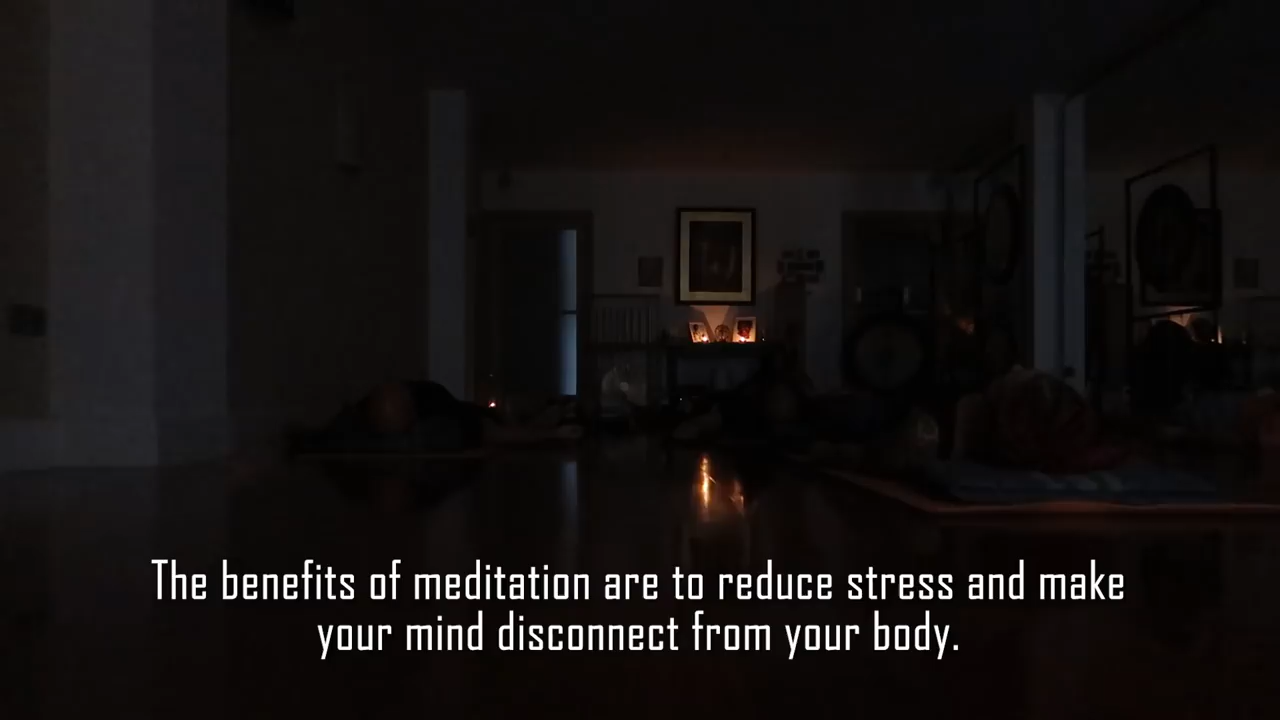 The benefits of meditation are to reduce stress and make
your mind disconnect from your body.